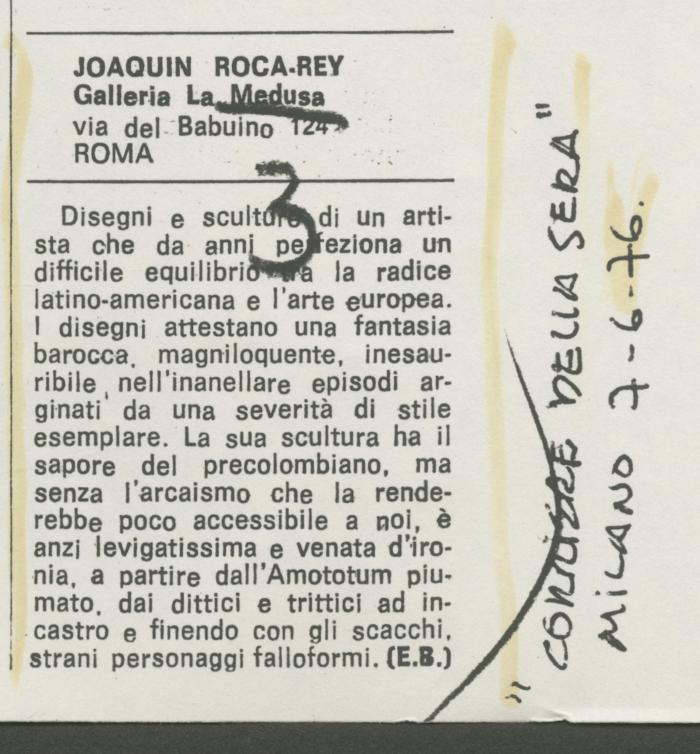 JOAQUIN ROCA-REY
Galleria La Medusa
via del Babuino 124
ROMA
3
Disegni e sculture di un arti-
sta che da anni perfeziona un
difficile equilibrio tra la radice
latino-americana e l'arte europea.
I disegni attestano una fantasia
barocca, magniloquente, inesau-
ribile nell'inanellare episodi ar-
ginati da una severità di stile
esemplare. La sua scultura ha il
sapore del precolombiano, ma
senza l'arcaismo che la rende-
rebbe poco accessibile a noi, è
anzi levigatissima e venata d'iro-
nia, a partire dall'Amototum piu-
mato, dai dittici e trittici ad in-
castro e finendo con gli scacchi,
strani personaggi falloformi. (E.B.)
"CORRIERE DELLA SERA"
MILANO 7-6-76.